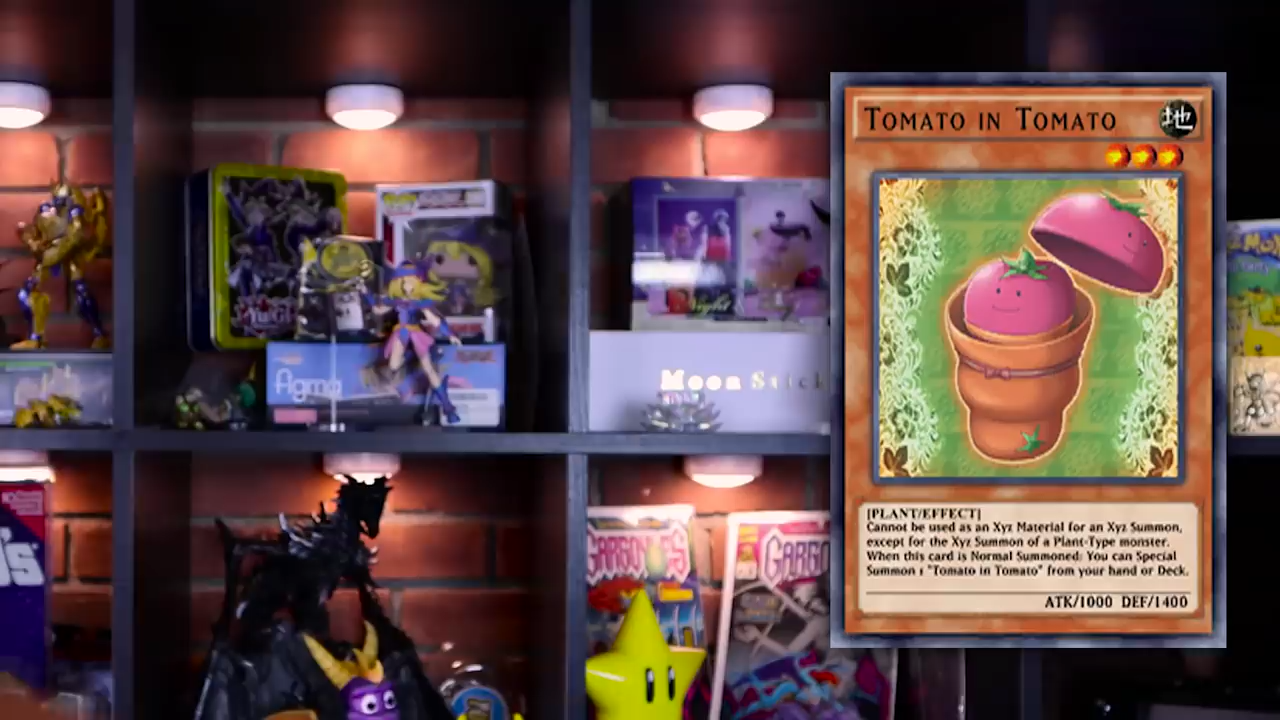 Tomato in Tomato
地
[PLANT/EFFECT]
Cannot be used as an Xyz Material for an Xyz Summon,
except for the Xyz Summon of a Plant-Type monster.
When this card is Normal Summoned: You can Special
Summon 1 "Tomato in Tomato" from your hand or Deck.
ATK/1000 DEF/1400
figma
Moon Stick
GARGOYLES
GARGO